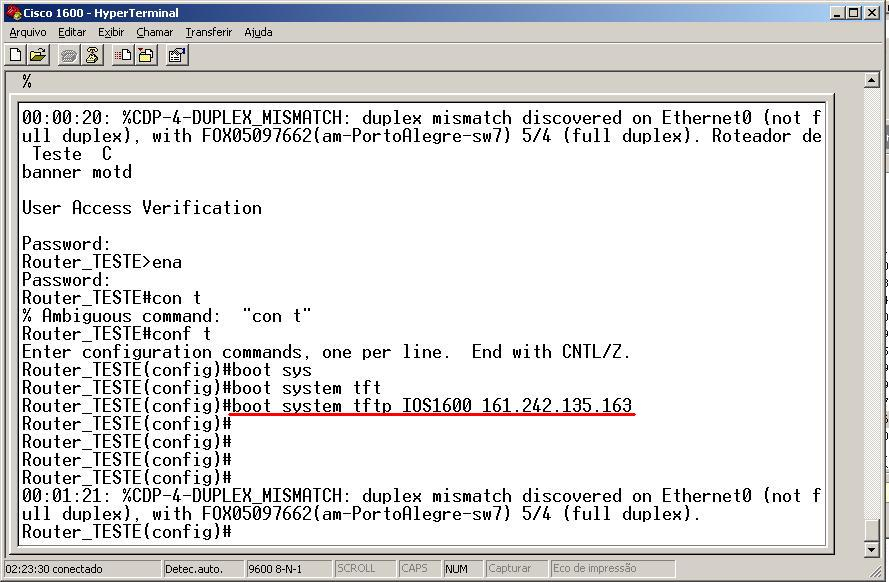 Cisco 1600 - HyperTerminal
Arquivo Editar Exibir Chamar Transferir Ajuda
%
00:00:20: %CDP-4-DUPLEX_MISMATCH: duplex mismatch discovered on Ethernet0 (not f
ull duplex), with FOX05097662(am-PortoAlegre-sw7) 5/4 (full duplex). Roteador de
 Teste  C
banner motd
User Access Verification
Password:
Router_TESTE>ena
Password:
Router_TESTE#con t
% Ambiguous command:  "con t"
Router_TESTE#conf t
Enter configuration commands, one per line.  End with CNTL/Z.
Router_TESTE(config)#boot sys
Router_TESTE(config)#boot system tft
Router_TESTE(config)#boot system tftp IOS1600 161.242.135.163
Router_TESTE(config)#
Router_TESTE(config)#
Router_TESTE(config)#
Router_TESTE(config)#
00:01:21: %CDP-4-DUPLEX_MISMATCH: duplex mismatch discovered on Ethernet0 (not f
ull duplex), with FOX05097662(am-PortoAlegre-sw7) 5/4 (full duplex).
Router_TESTE(config)#
02:23:30 conectado Detec.auto. 9600 8-N-1 SCROLL CAPS NUM Capturar Eco de impressão